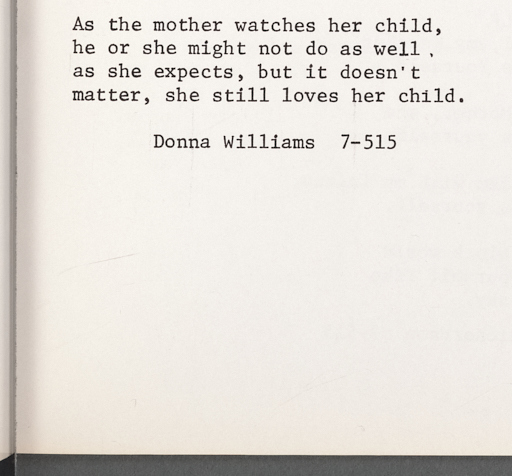 As the mother watches her child,
he or she might not do as well.
as she expects, but it doesn't
matter, she still loves her child.
Donna Williams 7-515